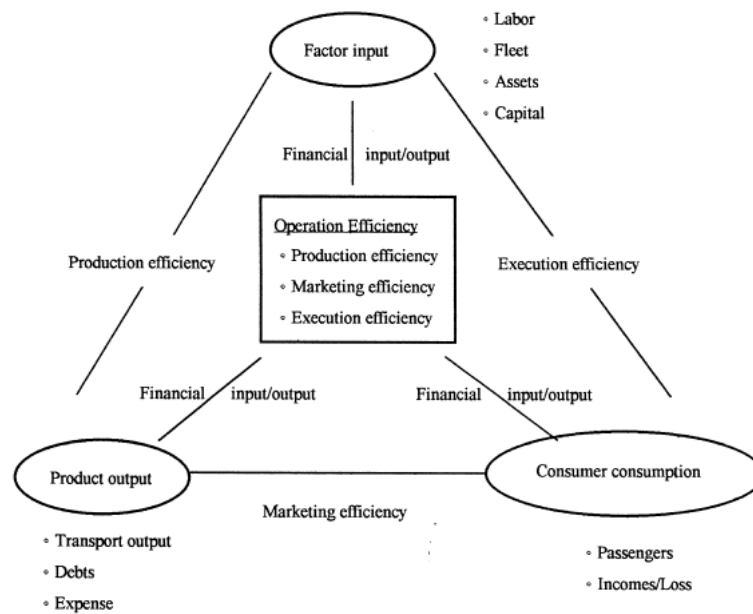 Factor input
◦ Labor
◦ Fleet
◦ Assets
◦ Capital
Financial input/output
Operation Efficiency
◦ Production efficiency
◦ Marketing efficiency
◦ Execution efficiency
Production efficiency
Execution efficiency
Financial input/output
Financial input/output
Product output
Consumer consumption
Marketing efficiency
◦ Transport output
◦ Debts
◦ Expense
◦ Passengers
◦ Incomes/Loss